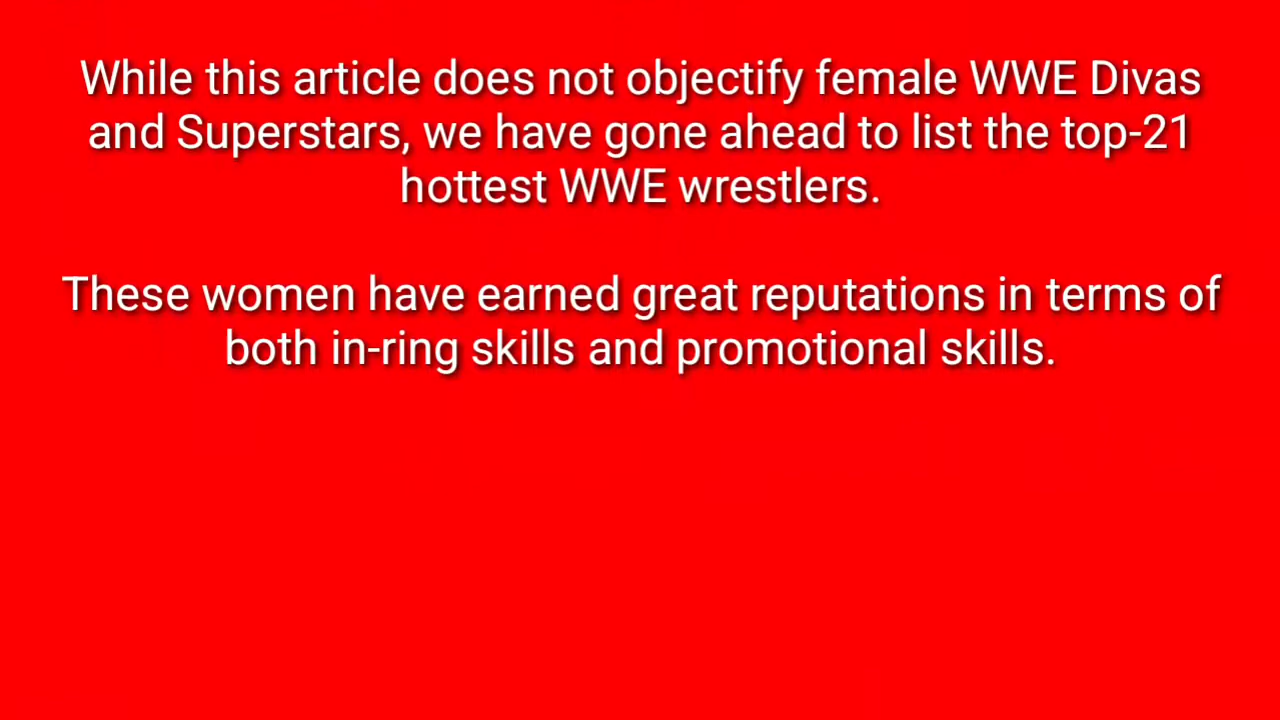 While this article does not objectify female WWE Divas
and Superstars, we have gone ahead to list the top-21
hottest WWE wrestlers.
These women have earned great reputations in terms of
both in-ring skills and promotional skills.